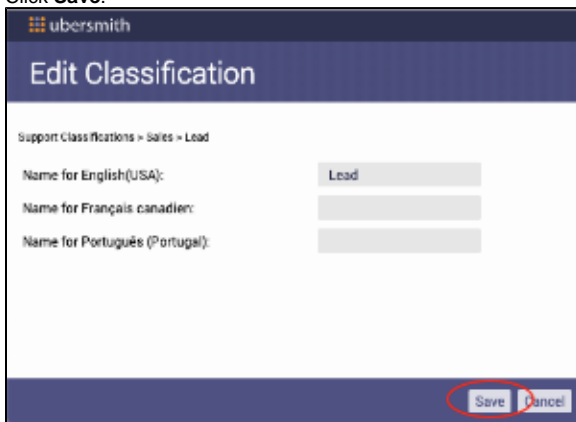 Click Save.
ubersmith
Edit Classification
Support Classifications > Sales > Lead
Name for English(USA): Lead
Name for Français canadien:
Name for Português (Portugal):
Save Cancel